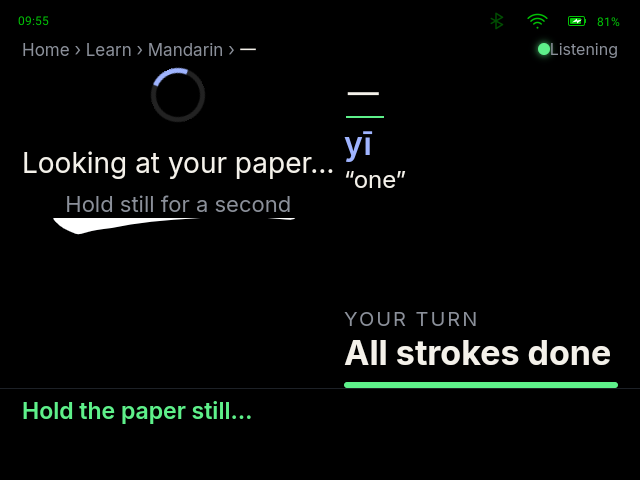 09:55
81%
Home › Learn › Mandarin › 一
Listening
一
yī
“one”
Looking at your paper...
Hold still for a second
YOUR TURN
All strokes done
Hold the paper still...